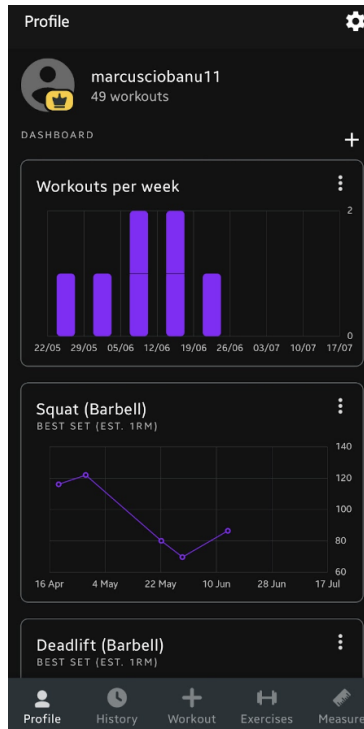 Profile
marcusciobanu11
49 workouts
DASHBOARD
Workouts per week
2
0
22/05 29/05 05/06 12/06 19/06 26/06 03/07 10/07 17/07
Squat (Barbell)
BEST SET (EST. 1RM)
140
120
100
80
60
16 Apr 4 May 22 May 10 Jun 28 Jun 17 Jul
Deadlift (Barbell)
BEST SET (EST. 1RM)
Profile History Workout Exercises Measure